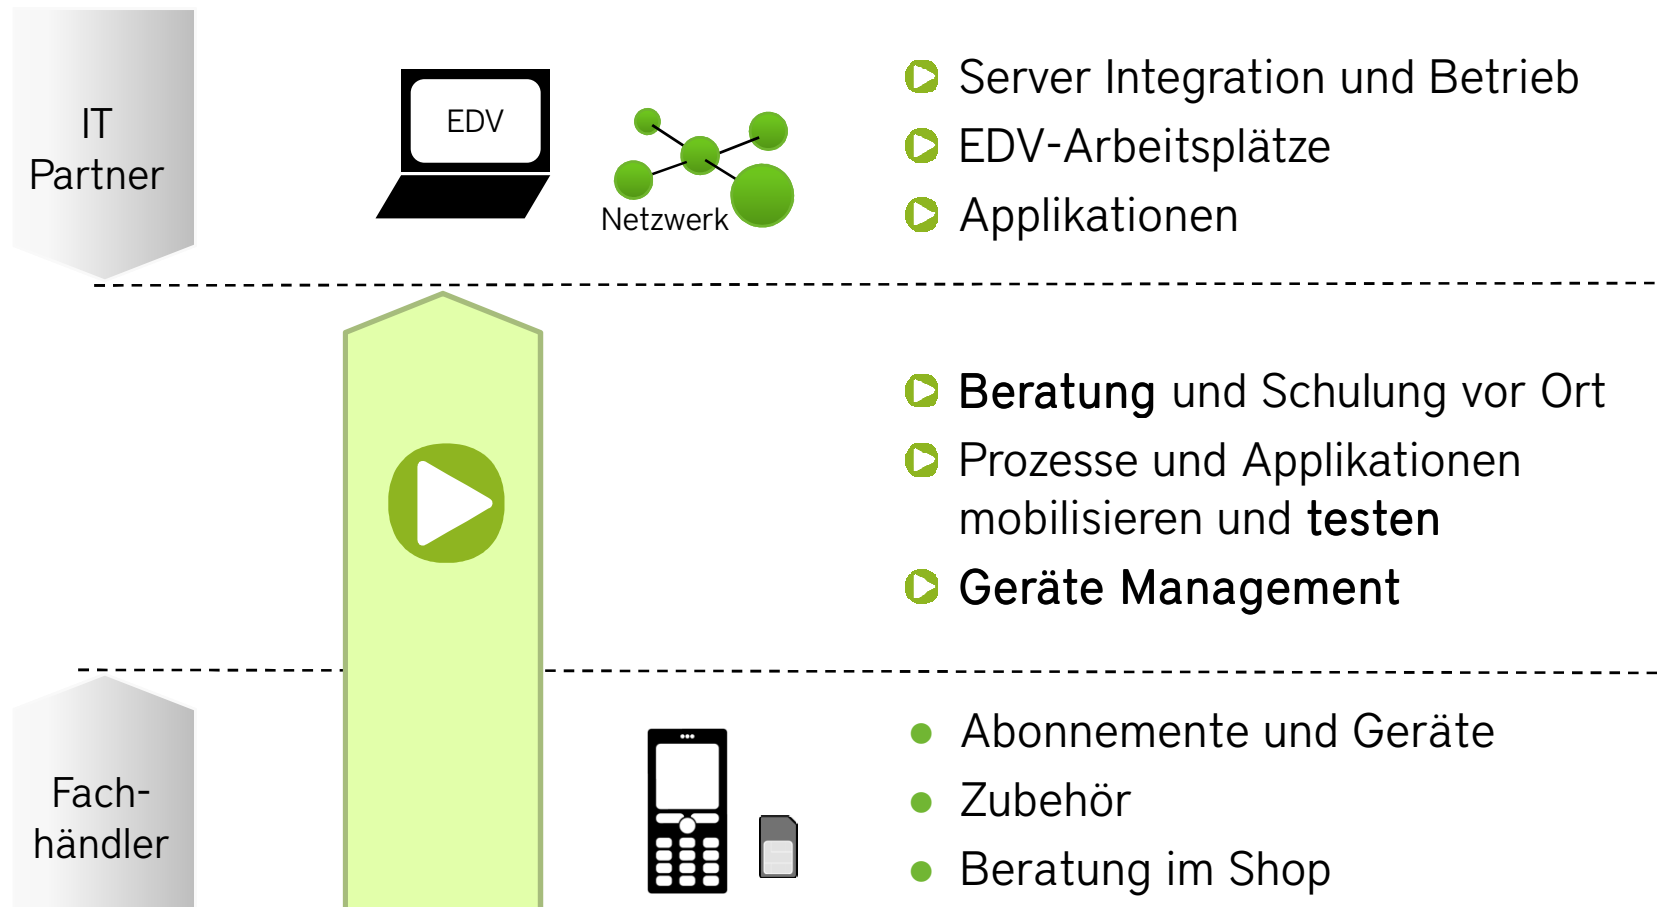 IT
Partner
EDV
Netzwerk
Server Integration und Betrieb
EDV-Arbeitsplätze
Applikationen
Beratung und Schulung vor Ort
Prozesse und Applikationen
mobilisieren und testen
Geräte Management
Fach-
händler
Abonnemente und Geräte
Zubehör
Beratung im Shop